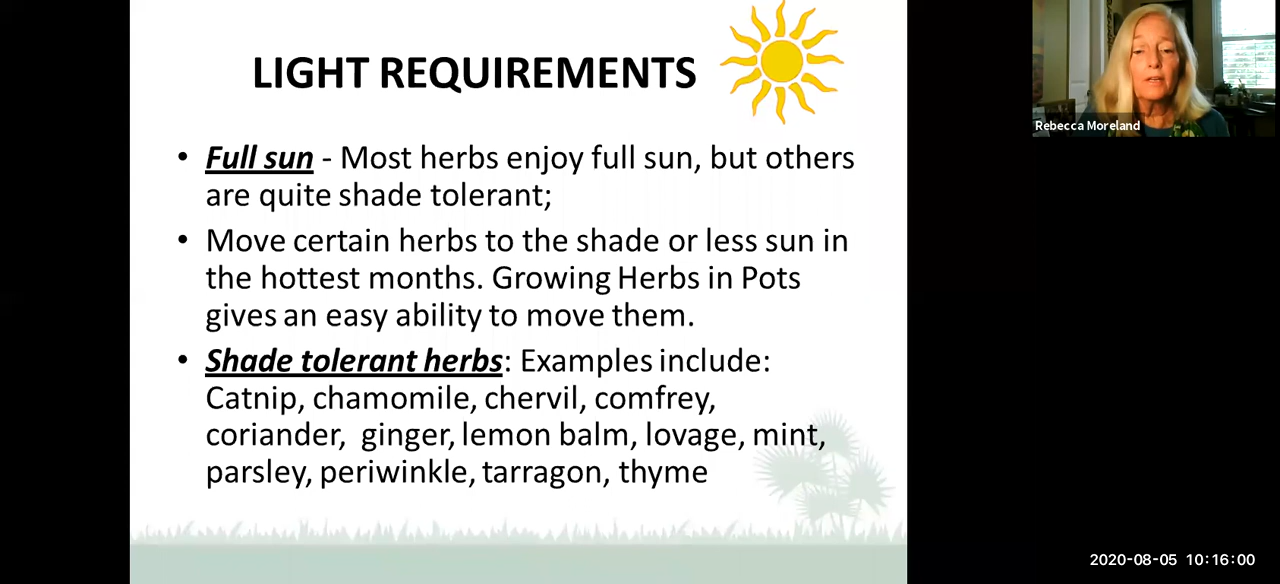 LIGHT REQUIREMENTS
• Full sun - Most herbs enjoy full sun, but others
are quite shade tolerant;
• Move certain herbs to the shade or less sun in
the hottest months. Growing Herbs in Pots
gives an easy ability to move them.
• Shade tolerant herbs: Examples include:
Catnip, chamomile, chervil, comfrey,
coriander, ginger, lemon balm, lovage, mint,
parsley, periwinkle, tarragon, thyme
Rebecca Moreland
2020-08-05 10:16:00